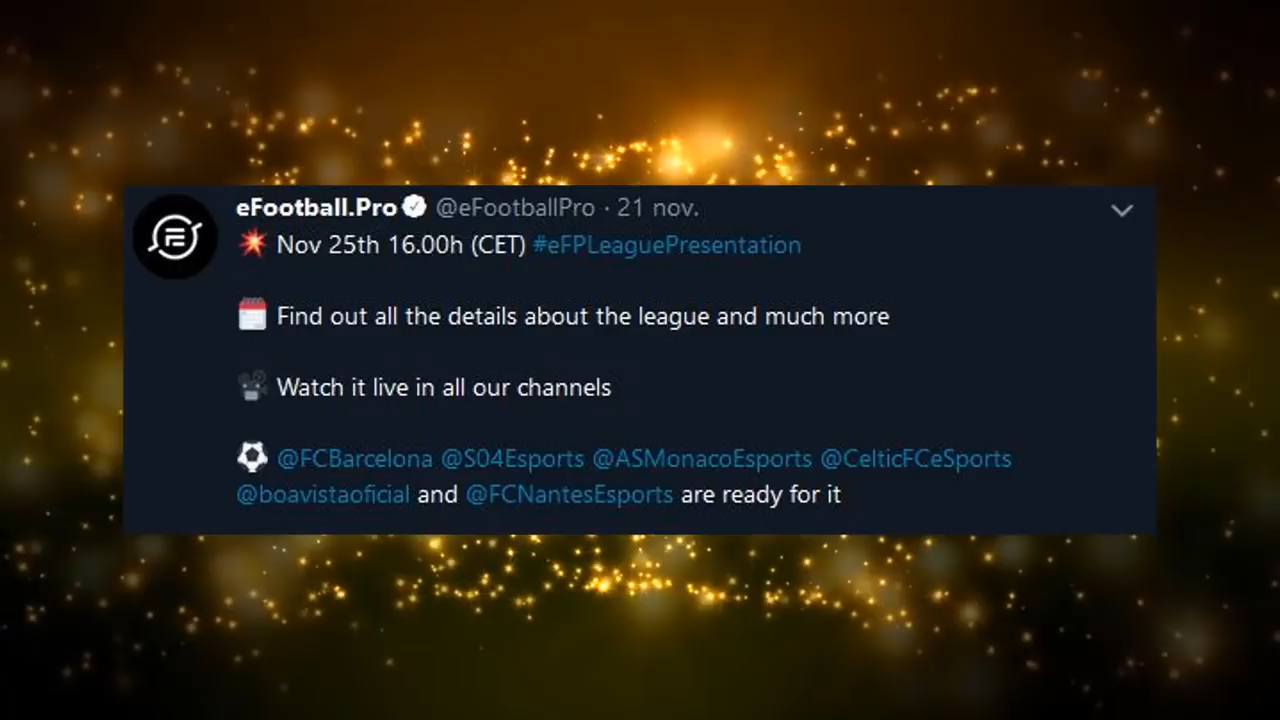 eFootball.Pro @eFootballPro · 21 nov.
💥 Nov 25th 16.00h (CET) #eFPLeaguePresentation
🗓 Find out all the details about the league and much more
📽 Watch it live in all our channels
⚽ @FCBarcelona @S04Esports @ASMonacoEsports @CelticFCeSports
@boavistaoficial and @FCNantesEsports are ready for it